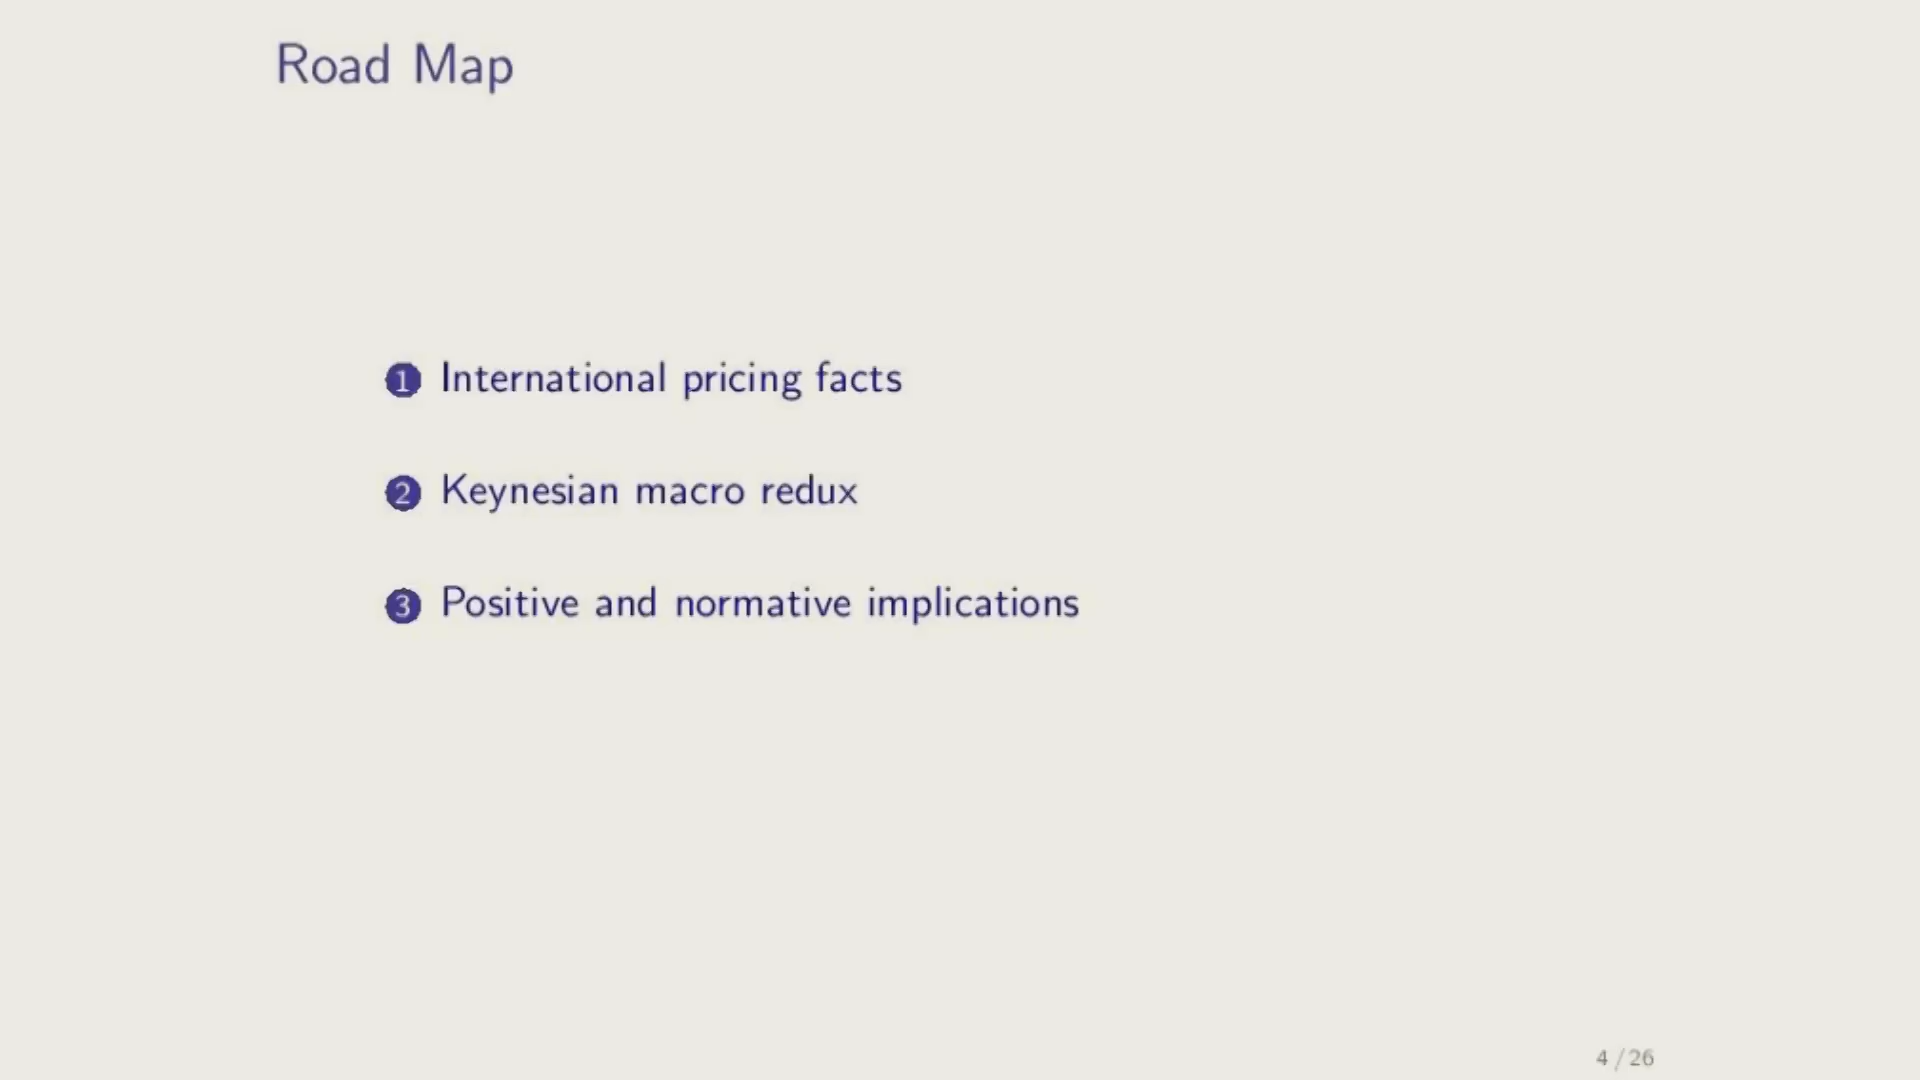 Road Map
1 International pricing facts
2 Keynesian macro redux
3 Positive and normative implications
4 / 26